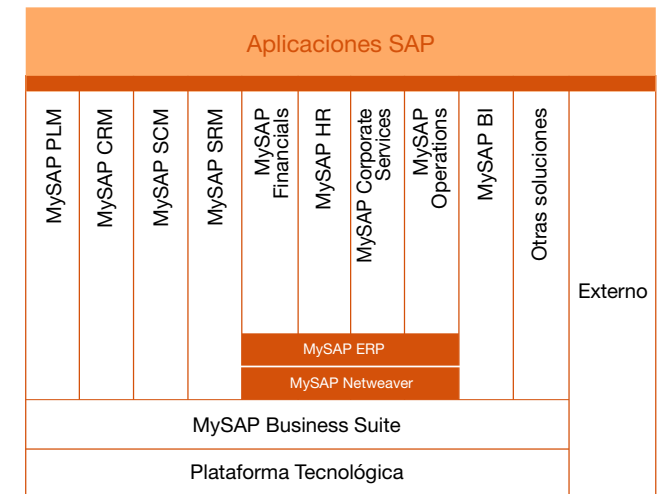 Aplicaciones SAP
MySAP PLM
MySAP CRM
MySAP SCM
MySAP SRM
MySAP
Financials
MySAP HR
MySAP Corporate
Services
MySAP
Operations
MySAP BI
Otras soluciones
Externo
MySAP ERP
MySAP Netweaver
MySAP Business Suite
Plataforma Tecnológica